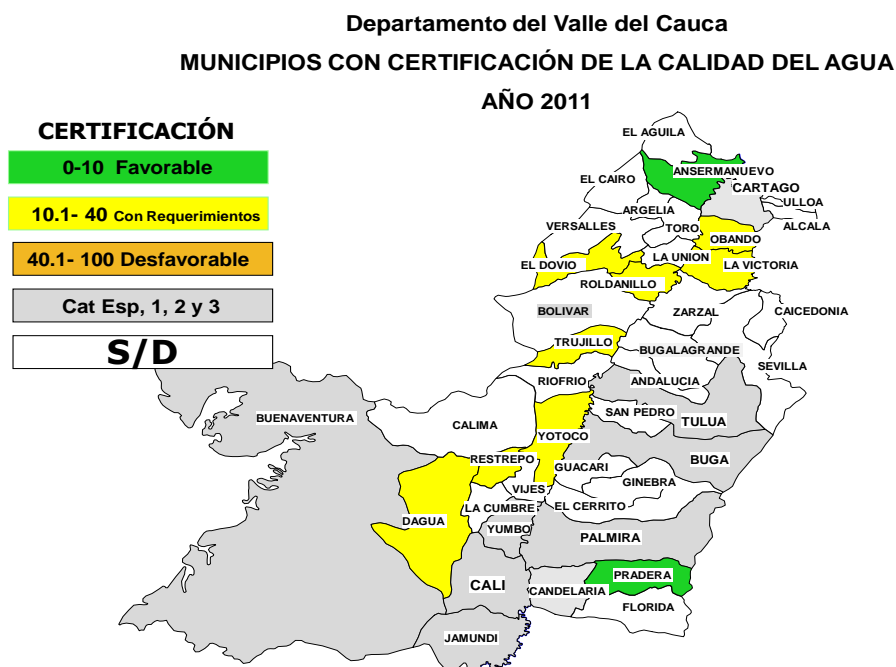 Departamento del Valle del Cauca
MUNICIPIOS CON CERTIFICACIÓN DE LA CALIDAD DEL AGUA
AÑO 2011
CERTIFICACIÓN
0-10 Favorable
10.1- 40 Con Requerimientos
40.1- 100 Desfavorable
Cat Esp, 1, 2 y 3
S/D
EL AGUILA
ANSERMANUEVO
EL CAIRO
CARTAGO
ULLOA
ARGELIA
ALCALA
VERSALLES
TORO
OBANDO
LA UNION
EL DOVIO
LA VICTORIA
ROLDANILLO
BOLIVAR
ZARZAL
CAICEDONIA
TRUJILLO
BUGALAGRANDE
SEVILLA
RIOFRIO
ANDALUCIA
BUENAVENTURA
SAN PEDRO
CALIMA
TULUA
YOTOCO
RESTREPO
BUGA
GUACARI
GINEBRA
VIJES
LA CUMBRE
EL CERRITO
DAGUA
YUMBO
PALMIRA
PRADERA
CALI
CANDELARIA
FLORIDA
JAMUNDI